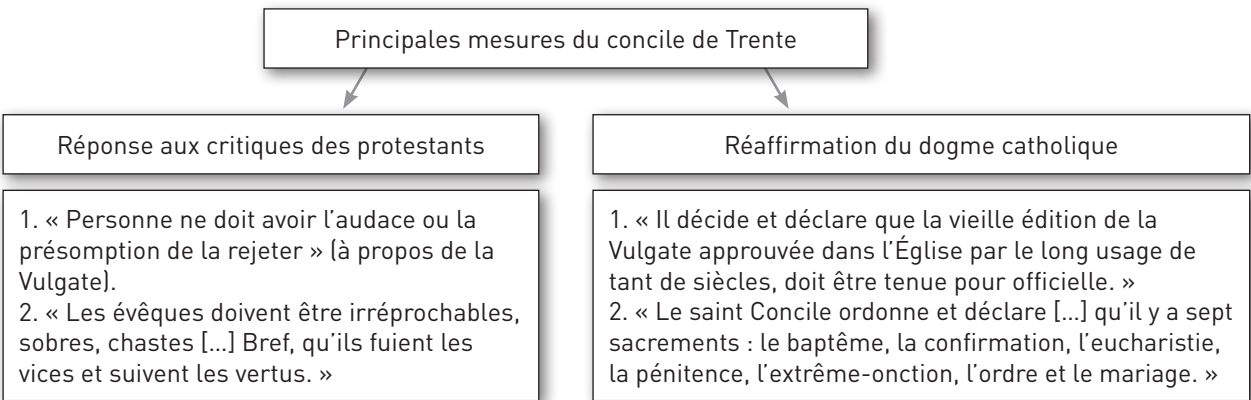 Principales mesures du concile de Trente
Réponse aux critiques des protestants
1. « Personne ne doit avoir l'audace ou la
présomption de la rejeter » (à propos de la
Vulgate).
2. « Les évêques doivent être irréprochables,
sobres, chastes [...] Bref, qu'ils fuient les
vices et suivent les vertus. »
Réaffirmation du dogme catholique
1. « Il décide et déclare que la vieille édition de la
Vulgate approuvée dans l'Église par le long usage de
tant de siècles, doit être tenue pour officielle. »
2. « Le saint Concile ordonne et déclare [...] qu'il y a sept
sacrements : le baptême, la confirmation, l'eucharistie,
la pénitence, l'extrême-onction, l'ordre et le mariage. »